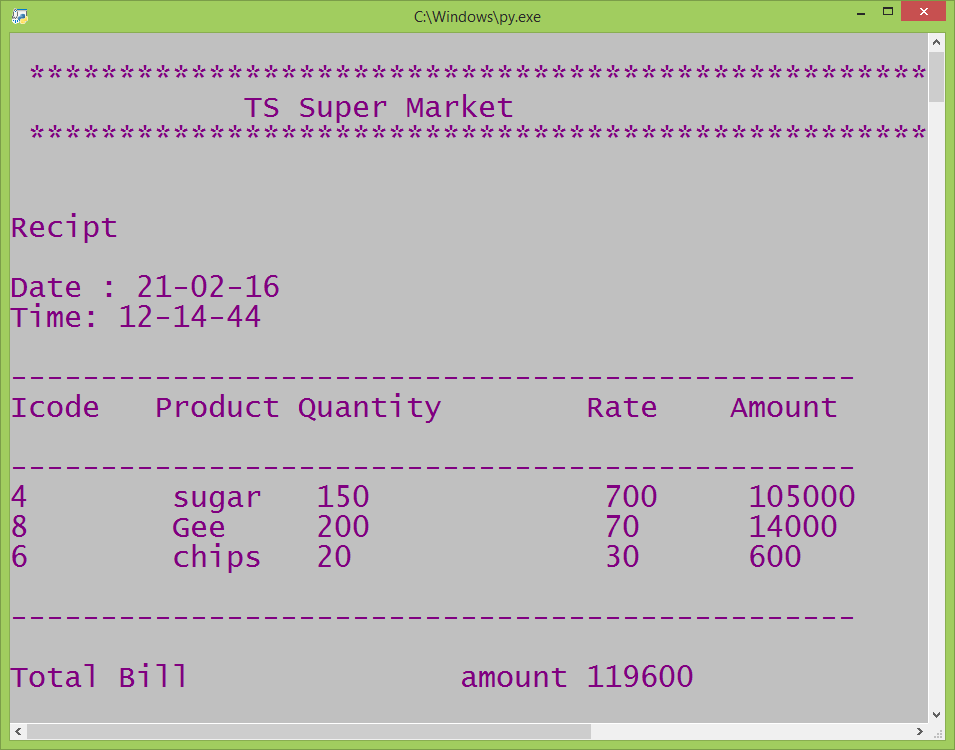 C:\Windows\py.exe
**************************************************
TS Super Market
**************************************************
Recipt
Date : 21-02-16
Time: 12-14-44
-----------------------------------------------
Icode Product Quantity Rate Amount
-----------------------------------------------
4 sugar 150 700 105000
8 Gee 200 70 14000
6 chips 20 30 600
-----------------------------------------------
Total Bill amount 119600